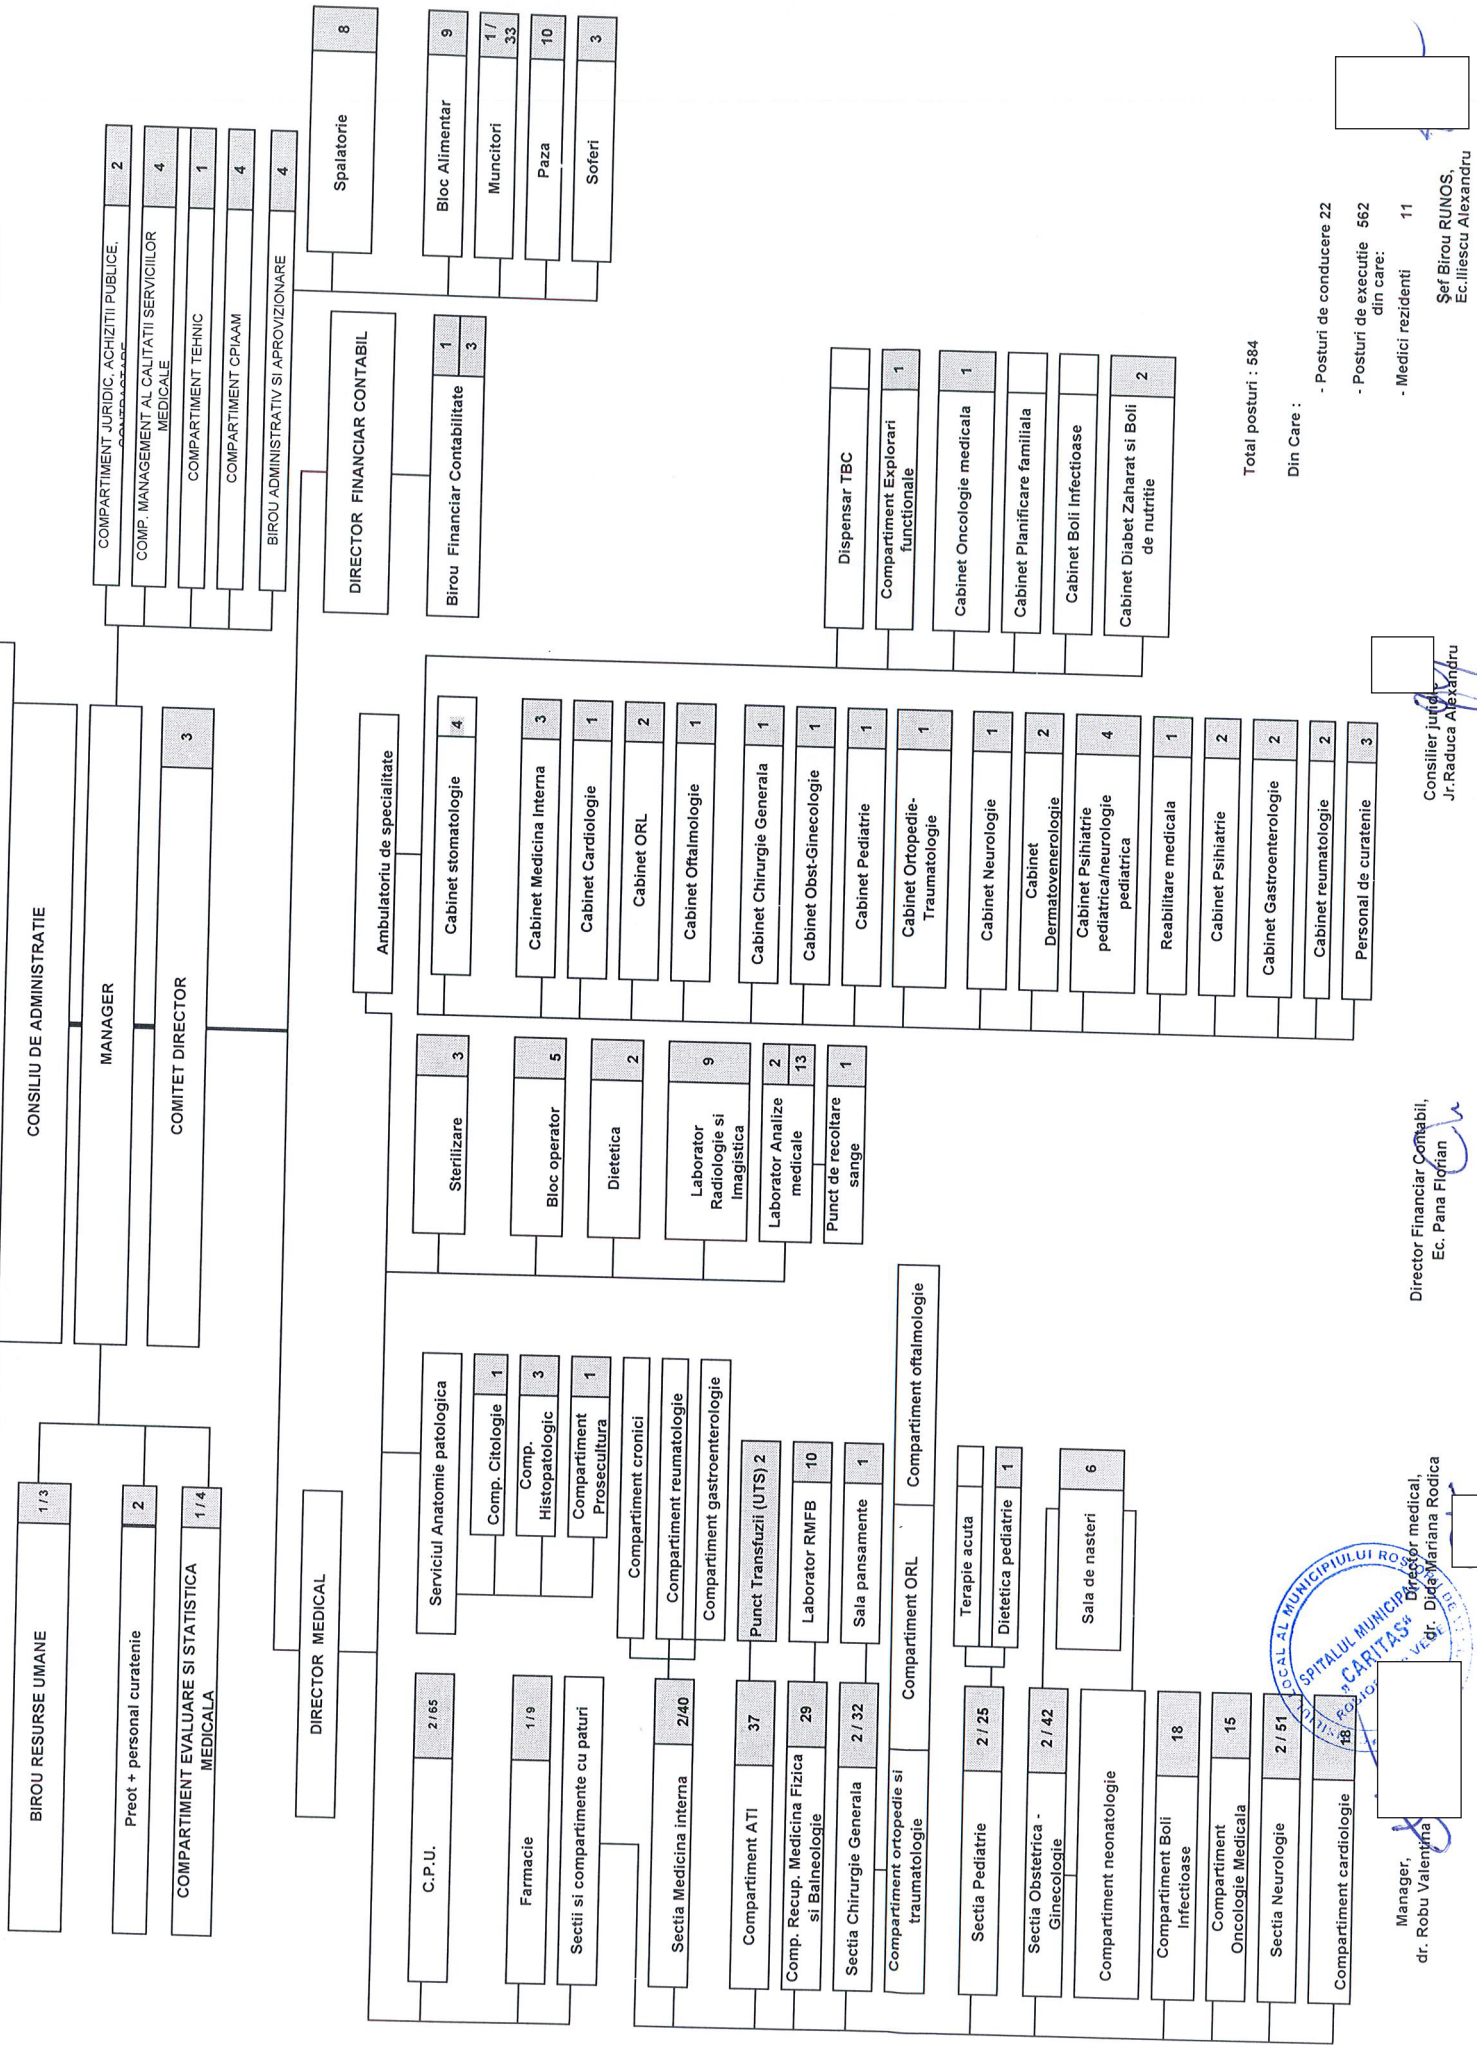 CONSILIU DE ADMINISTRATIE
MANAGER
COMITET DIRECTOR
3
BIROU RESURSE UMANE
1 / 3
Preot + personal curatenie
2
COMPARTIMENT EVALUARE SI STATISTICA
MEDICALA
1 / 4
COMPARTIMENT JURIDIC, ACHIZITII PUBLICE,
2
COMP. MANAGEMENT AL CALITATII SERVICIILOR
MEDICALE
4
COMPARTIMENT TEHNIC
1
COMPARTIMENT CPIAAM
4
BIROU ADMINISTRATIV SI APROVIZIONARE
4
Spalatorie
8
Bloc Alimentar
9
Muncitori
1 /
33
Paza
10
Soferi
3
DIRECTOR MEDICAL
DIRECTOR FINANCIAR CONTABIL
Birou Financiar Contabilitate
1
3
C.P.U.
2 / 65
Farmacie
1 / 9
Sectii si compartimente cu paturi
Sectia Medicina interna
2/40
Compartiment cronici
Compartiment reumatologie
Compartiment gastroenterologie
Compartiment ATI
37
Punct Transfuzii (UTS) 2
Comp. Recup. Medicina Fizica
si Balneologie
29
Laborator RMFB
10
Sectia Chirurgie Generala
2 / 32
Sala pansamente
1
Compartiment ortopedie si
traumatologie
Compartiment ORL
Compartiment oftalmologie
Sectia Pediatrie
2 / 25
Terapie acuta
Dietetica pediatrie
1
Sectia Obstetrica -
Ginecologie
2 / 42
Sala de nasteri
6
Compartiment neonatologie
Compartiment Boli
Infectioase
18
Compartiment
Oncologie Medicala
15
Sectia Neurologie
2 / 51
Compartiment cardiologie
18
Serviciul Anatomie patologica
Comp. Citologie
1
Comp.
Histopatologic
3
Compartiment
Prosecultura
1
Sterilizare
3
Bloc operator
5
Dietetica
2
Laborator
Radiologie si
Imagistica
9
Laborator Analize
medicale
2
13
Punct de recoltare
sange
1
Ambulatoriu de specialitate
Cabinet stomatologie
4
Cabinet Medicina Interna
3
Cabinet Cardiologie
1
Cabinet ORL
2
Cabinet Oftalmologie
1
Cabinet Chirurgie Generala
1
Cabinet Obst-Ginecologie
1
Cabinet Pediatrie
1
Cabinet Ortopedie-
Traumatologie
1
Cabinet Neurologie
1
Cabinet
Dermatovenerologie
2
Cabinet Psihiatrie
pediatrica/neurologie
pediatrica
4
Reabilitare medicala
1
Cabinet Psihiatrie
2
Cabinet Gastroenterologie
2
Cabinet reumatologie
2
Personal de curatenie
3
Dispensar TBC
Compartiment Explorari
functionale
1
Cabinet Oncologie medicala
1
Cabinet Planificare familiala
Cabinet Boli Infectioase
Cabinet Diabet Zaharat si Boli
de nutritie
2
Total posturi : 584
Din Care :
- Posturi de conducere 22
- Posturi de executie 562
din care:
- Medici rezidenti 11
Manager,
dr. Robu Valentina
SPITALUL MUNICIPAL
„CARITAS“
LOCAL AL MUNICIPIULUI
Director medical,
dr. Dida Mariana Rodica
Director Financiar Contabil,
Ec. Pana Florian
Consilier juridic
Jr.Raduca Alexandru
Şef Birou RUNOS,
Ec.Iliescu Alexandru